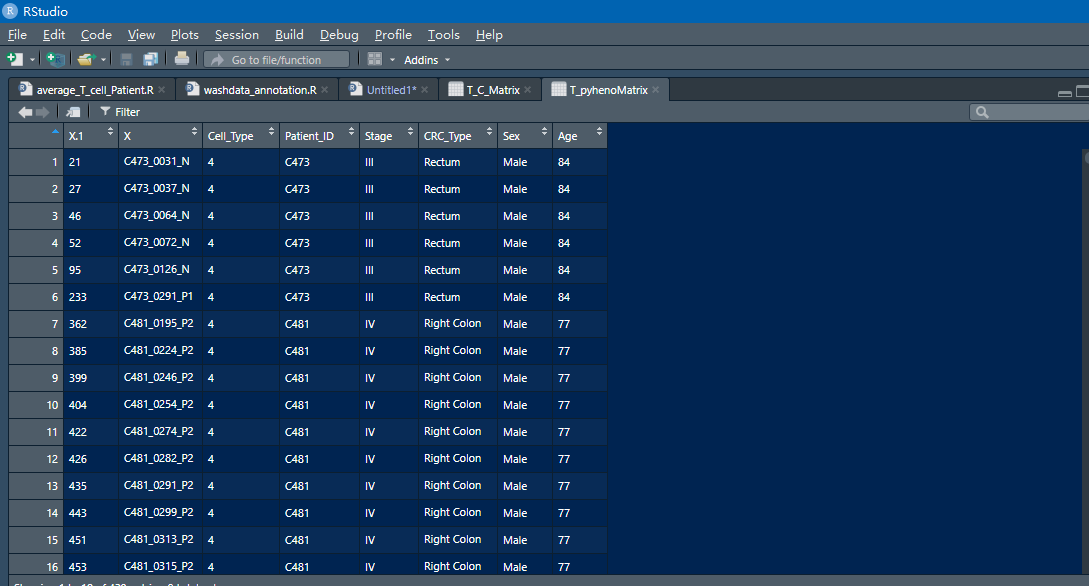 RStudio
File Edit Code View Plots Session Build Debug Profile Tools Help
Go to file/function Addins
average_T_cell_Patient.R washdata_annotation.R Untitled1* T_C_Matrix T_pyhenoMatrix
Filter
X.1 X Cell_Type Patient_ID Stage CRC_Type Sex Age
1 21 C473_0031_N 4 C473 III Rectum Male 84
2 27 C473_0037_N 4 C473 III Rectum Male 84
3 46 C473_0064_N 4 C473 III Rectum Male 84
4 52 C473_0072_N 4 C473 III Rectum Male 84
5 95 C473_0126_N 4 C473 III Rectum Male 84
6 233 C473_0291_P1 4 C473 III Rectum Male 84
7 362 C481_0195_P2 4 C481 IV Right Colon Male 77
8 385 C481_0224_P2 4 C481 IV Right Colon Male 77
9 399 C481_0246_P2 4 C481 IV Right Colon Male 77
10 404 C481_0254_P2 4 C481 IV Right Colon Male 77
11 422 C481_0274_P2 4 C481 IV Right Colon Male 77
12 426 C481_0282_P2 4 C481 IV Right Colon Male 77
13 435 C481_0291_P2 4 C481 IV Right Colon Male 77
14 443 C481_0299_P2 4 C481 IV Right Colon Male 77
15 451 C481_0313_P2 4 C481 IV Right Colon Male 77
16 453 C481_0315_P2 4 C481 IV Right Colon Male 77